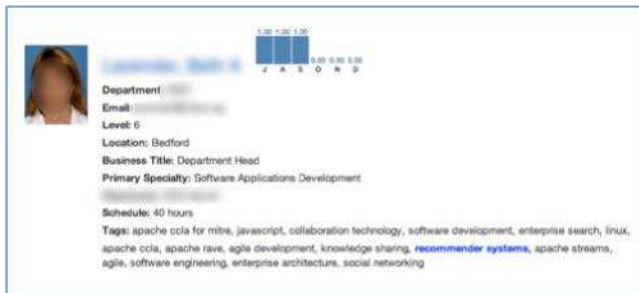 1.00 1.00 1.00
0.00 0.00 0.00
J A S O N D
Department
Email
Level: 6
Location: Bedford
Business Title: Department Head
Primary Specialty: Software Applications Development
Schedule: 40 hours
Tags: apache ccla for mitre, javascript, collaboration technology, software development, enterprise search, linux,
apache ccla, apache rave, agile development, knowledge sharing, recommender systems, apache streams,
agile, software engineering, enterprise architecture, social networking